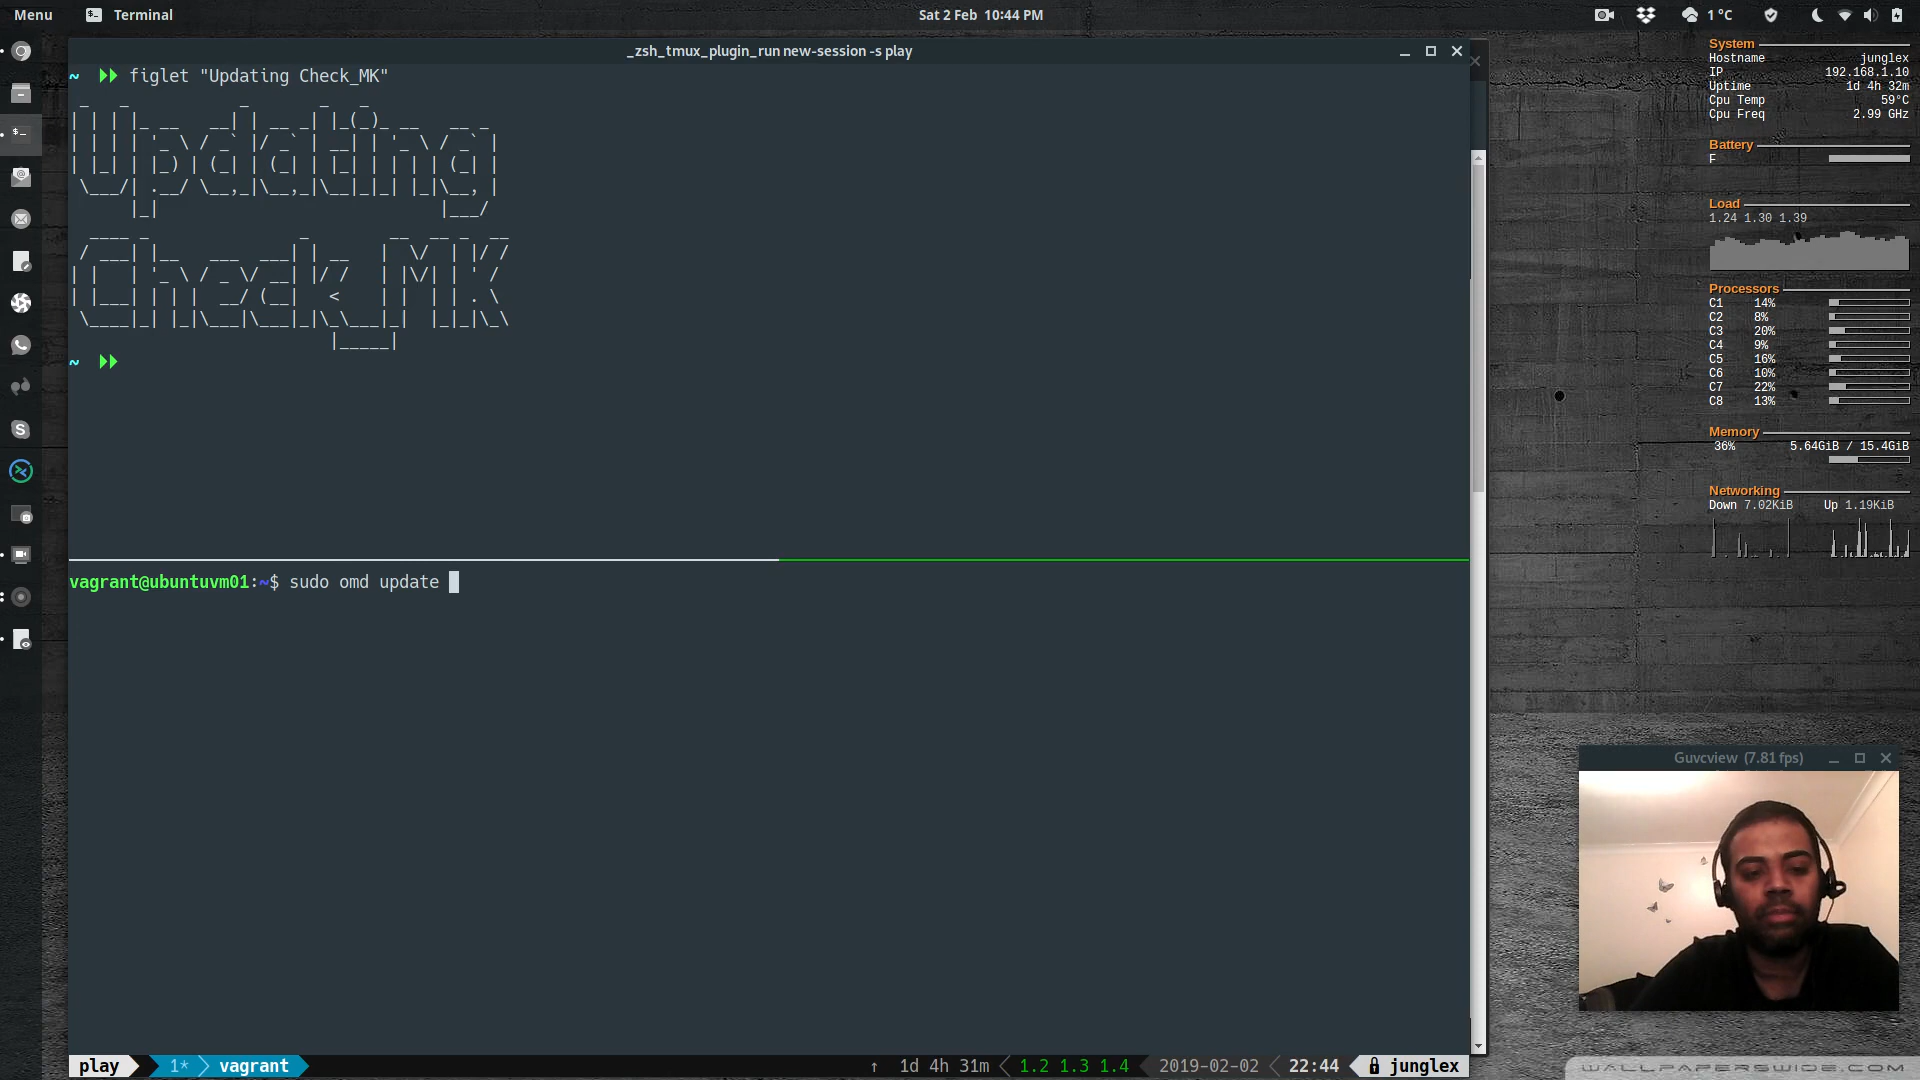 Menu Terminal Sat 2 Feb 10:44 PM 1 °C
_zsh_tmux_plugin_run new-session -s play
~ figlet "Updating Check_MK"
Updating
Check_MK
~
vagrant@ubuntuvm01:~$ sudo omd update
play 1* vagrant ↑ 1d 4h 31m 1.2 1.3 1.4 2019-02-02 22:44 junglex
System
Hostname junglex
IP 192.168.1.10
Uptime 1d 4h 32m
Cpu Temp 59°C
Cpu Freq 2.99 GHz
Battery
F
Load
1.24 1.30 1.39
Processors
C1 14%
C2 8%
C3 20%
C4 9%
C5 16%
C6 10%
C7 22%
C8 13%
Memory
36% 5.64GiB / 15.4GiB
Networking
Down 7.02KiB Up 1.19KiB
Guvcview (7.81 fps)
WALLPAPERSWIDE.COM